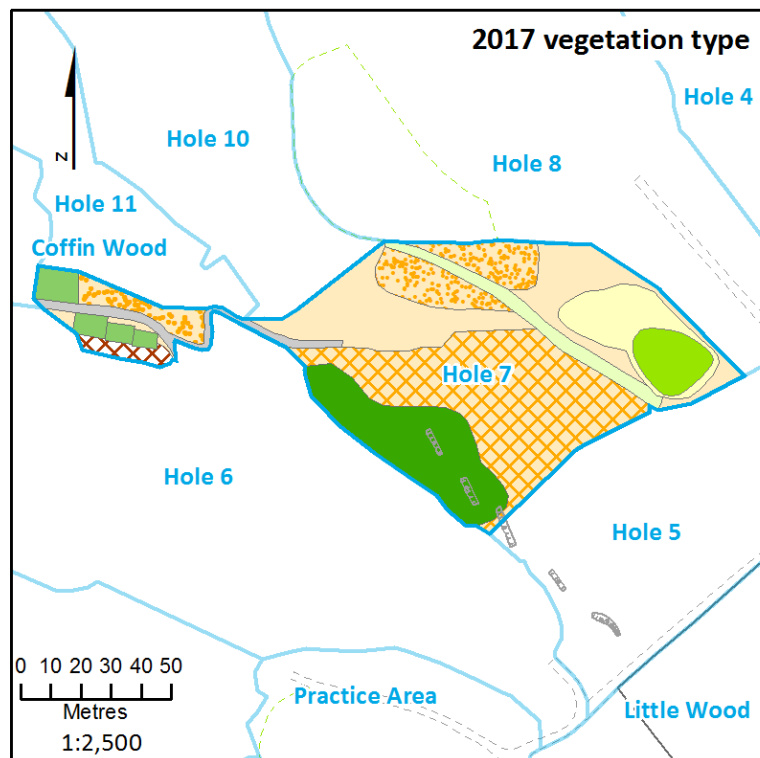 2017 vegetation type
Hole 4
Hole 10
N
Hole 8
Hole 11
Coffin Wood
Hole 7
Hole 6
Hole 5
0 10 20 30 40 50
Metres
1:2,500
Practice Area
Little Wood